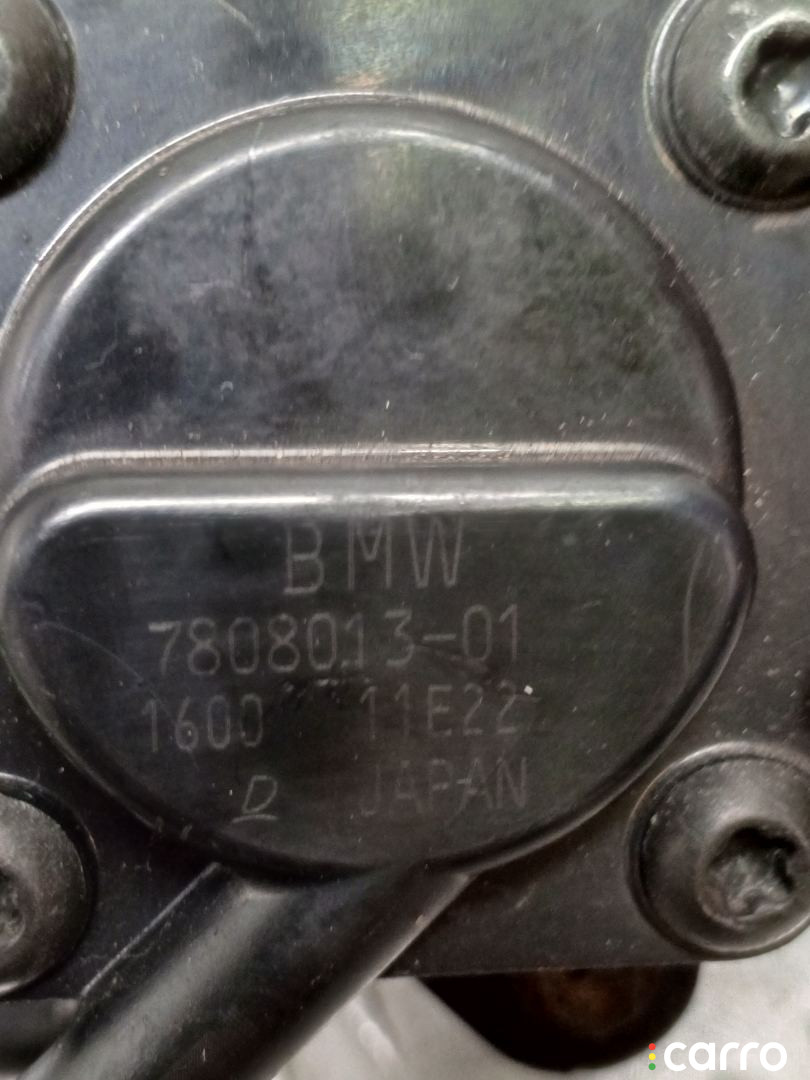 BMW
7808013-01
1600 11E22
D JAPAN
carro